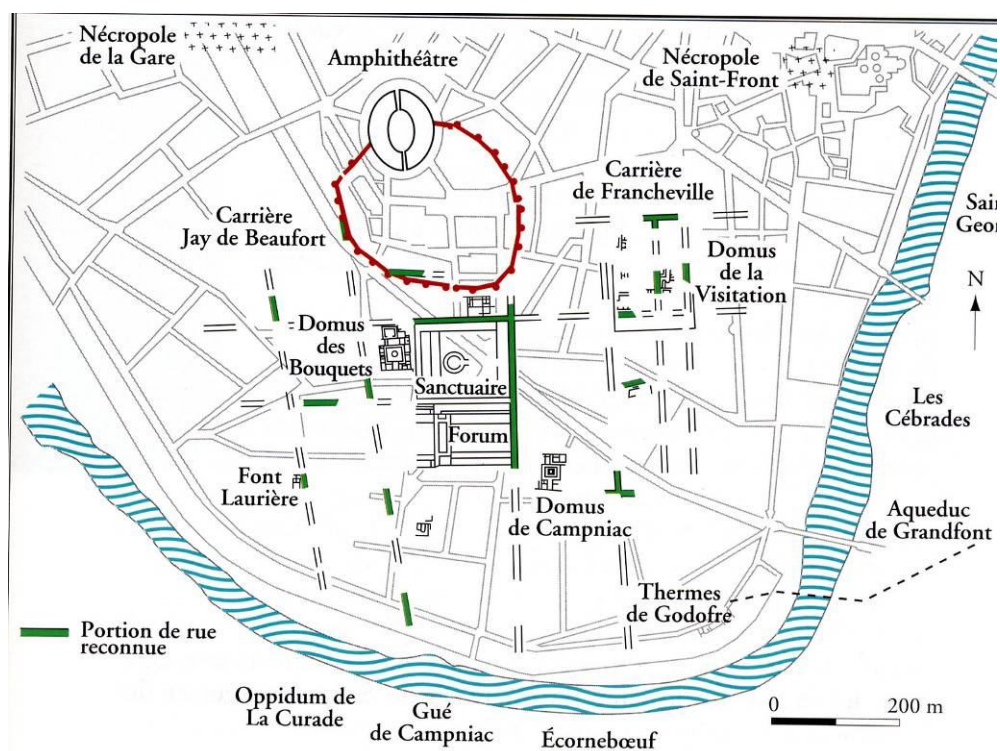 Nécropole
de la Gare
Amphithéâtre
Nécropole
de Saint-Front
Carrière
de Francheville
Carrière
Jay de Beaufort
Sain
Geor
Domus
de la
Visitation
N
Domus
des
Bouquets
Sanctuaire
Les
Cébrades
Forum
Font
Laurière
Domus
de Campniac
Aqueduc
de Grandfont
Thermes
de Godofre
Portion de rue
reconnue
Oppidum de
La Curade
Gué
de Campniac
Écornebœuf
0 200 m